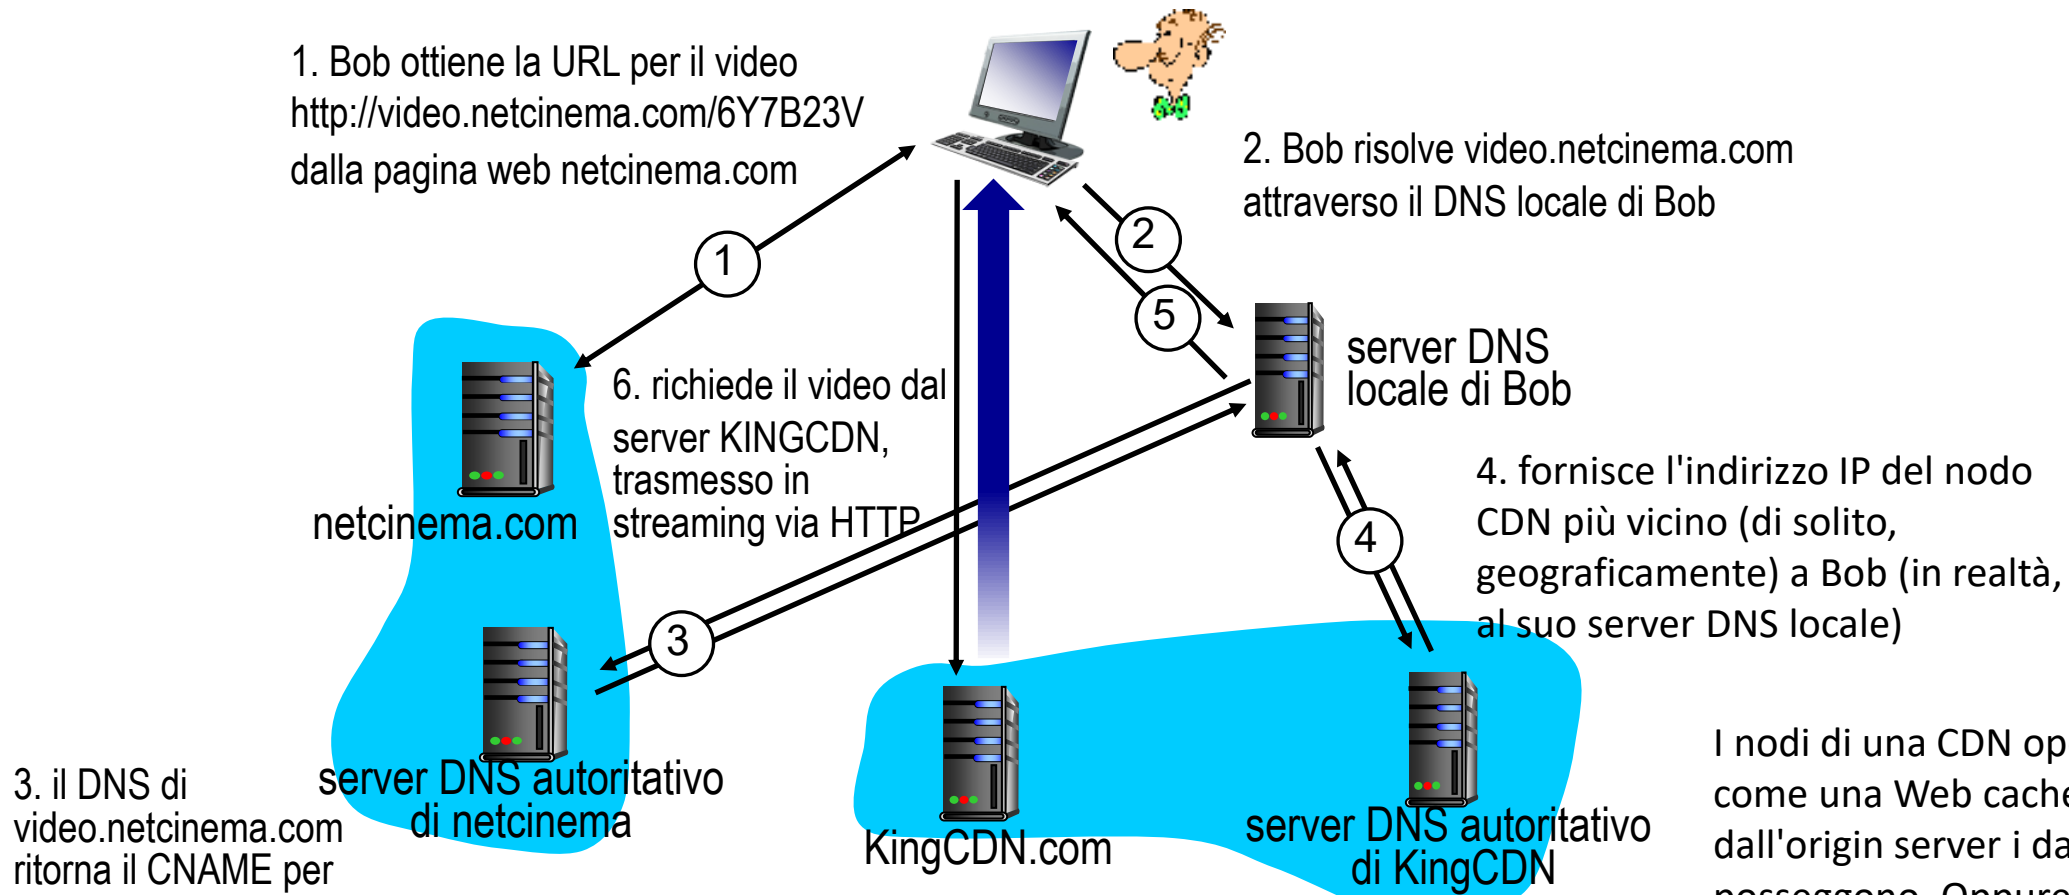 1. Bob ottiene la URL per il video
http://video.netcinema.com/6Y7B23V
dalla pagina web netcinema.com
2. Bob risolve video.netcinema.com
attraverso il DNS locale di Bob
1
2
5
server DNS
locale di Bob
6. richiede il video dal
server KINGCDN,
trasmesso in
streaming via HTTP
netcinema.com
4. fornisce l'indirizzo IP del nodo
CDN più vicino (di solito,
geograficamente) a Bob (in realtà,
al suo server DNS locale)
4
3
server DNS autoritativo
di netcinema
3. il DNS di
video.netcinema.com
ritorna il CNAME per
KingCDN.com
server DNS autoritativo
di KingCDN
I nodi di una CDN op
come una Web cache
dall'origin server i da